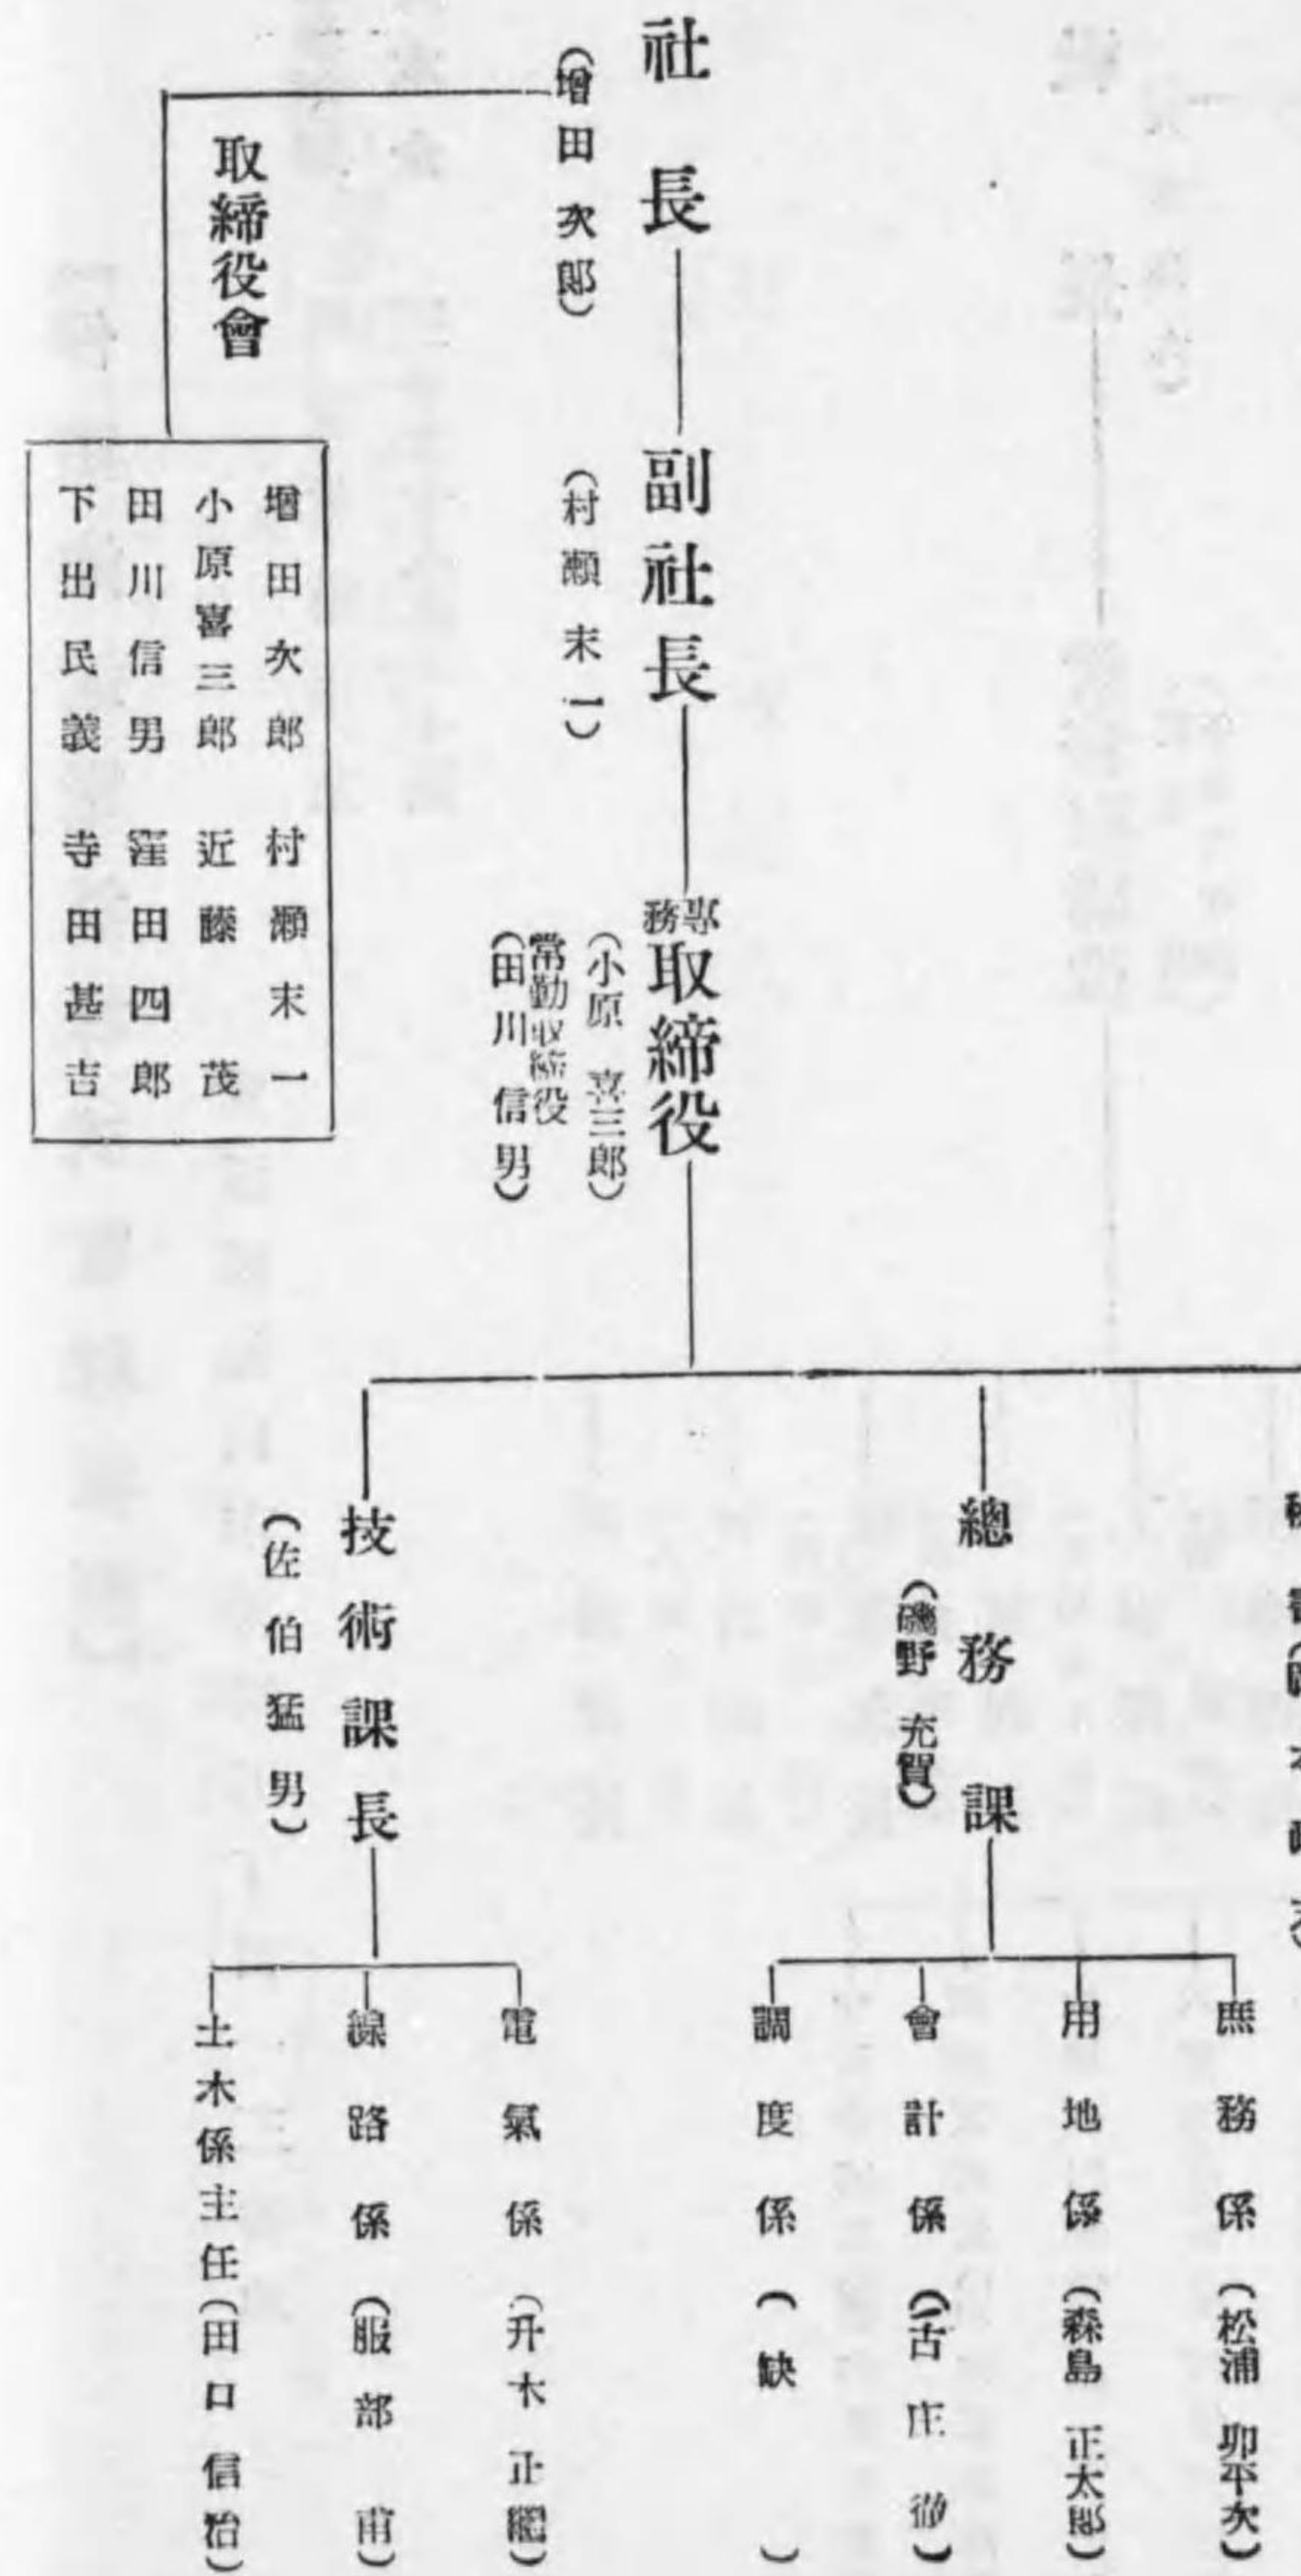 社長
(增田次郎)
副社長
(村瀨末一)
專務取締役
(小原喜三郎)
常勤取締役
(田川信男)
取締役會
增田次郎 村瀨末一
小原喜三郎 近藤茂
田川信男 窪田四郎
下出民義 寺田甚吉
總務課
(磯野充賀)
庶務係(松浦卯平次)
用地係(森島正太郎)
會計係(古庄徹)
調度係(缺)
技術課長
(佐伯猛男)
電氣係(升木正繼)
線路係(服部甫)
土木係主任(田口信治)